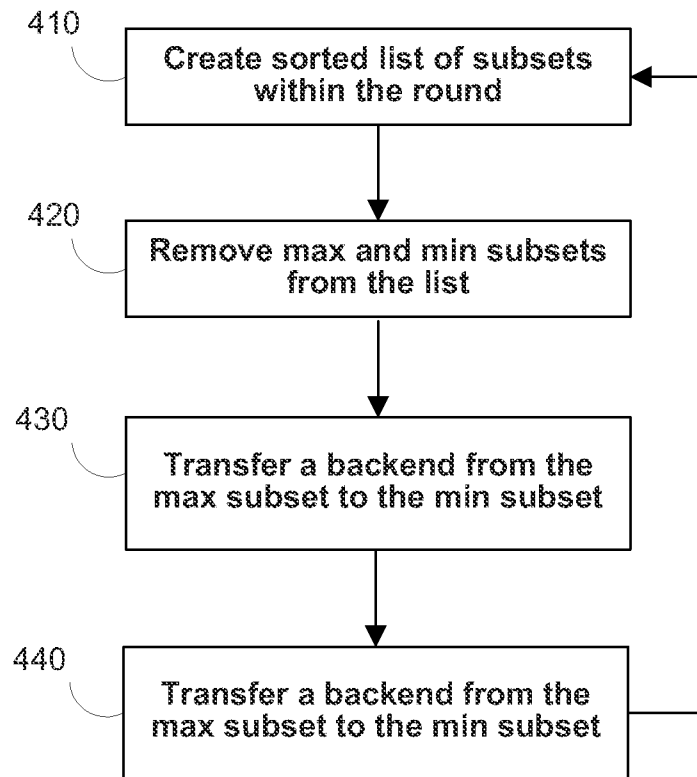 410
Create sorted list of subsets
within the round
420
Remove max and min subsets
from the list
430
Transfer a backend from the
max subset to the min subset
440
Transfer a backend from the
max subset to the min subset